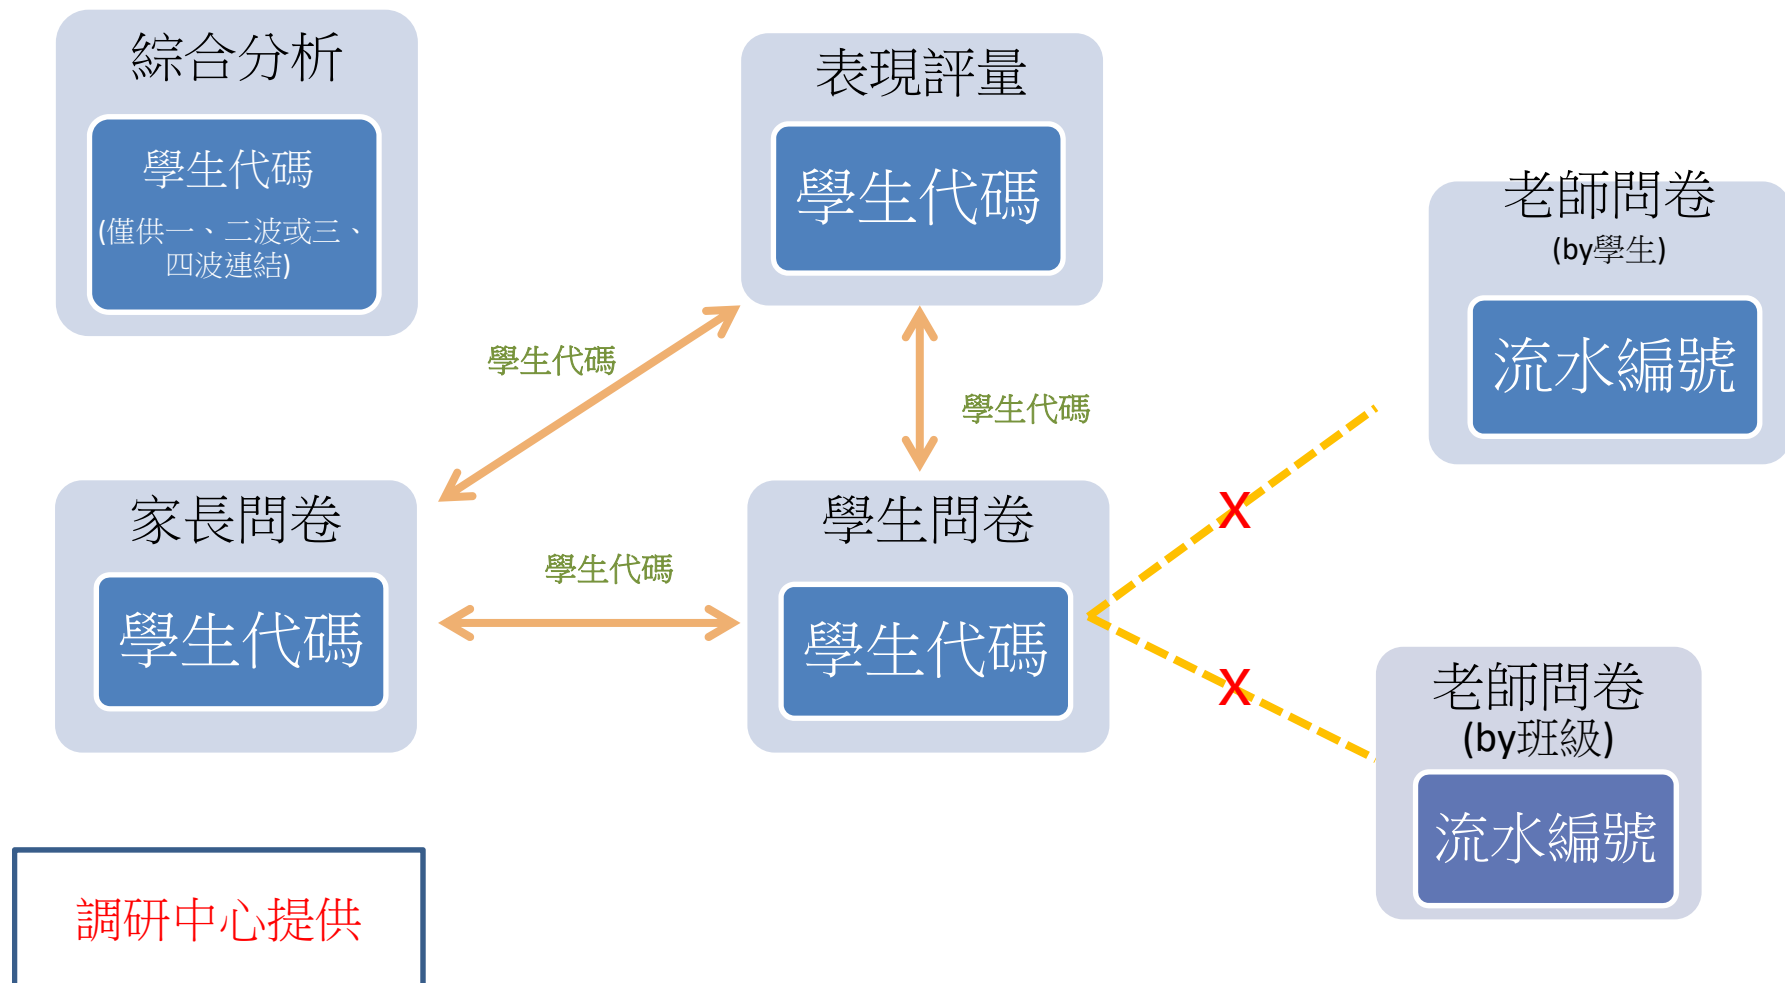 綜合分析
學生代碼
(僅供一、二波或三、
四波連結)
表現評量
學生代碼
老師問卷
(by學生)
流水編號
學生代碼
學生代碼
X
家長問卷
學生代碼
學生代碼
學生問卷
學生代碼
X
老師問卷
(by班級)
流水編號
調研中心提供